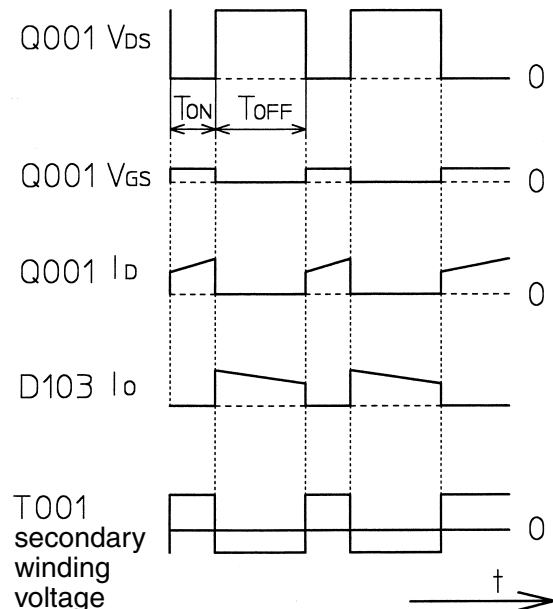 Q001 VDS
0
TON
TOFF
Q001 VGS
0
Q001 ID
0
D103 Io
T001
secondary
winding
voltage
0
t